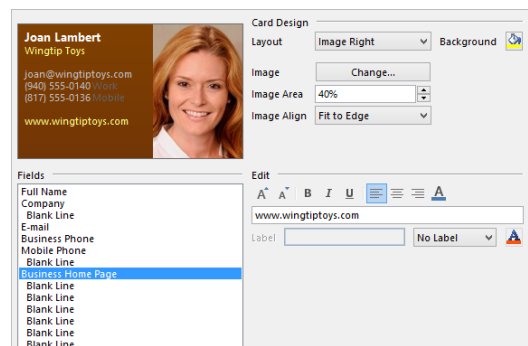 Joan Lambert
Wingtip Toys
joan@wingtiptoys.com
(940) 555-0140 Work
(817) 555-0136 Mobile
www.wingtiptoys.com
Card Design
Layout Image Right Background
Image Change...
Image Area 40%
Image Align Fit to Edge
Fields
Full Name
Company
Blank Line
E-mail
Business Phone
Mobile Phone
Blank Line
Business Home Page
Blank Line
Blank Line
Blank Line
Blank Line
Blank Line
Blank Line
Edit
A A B I U A
www.wingtiptoys.com
Label No Label A